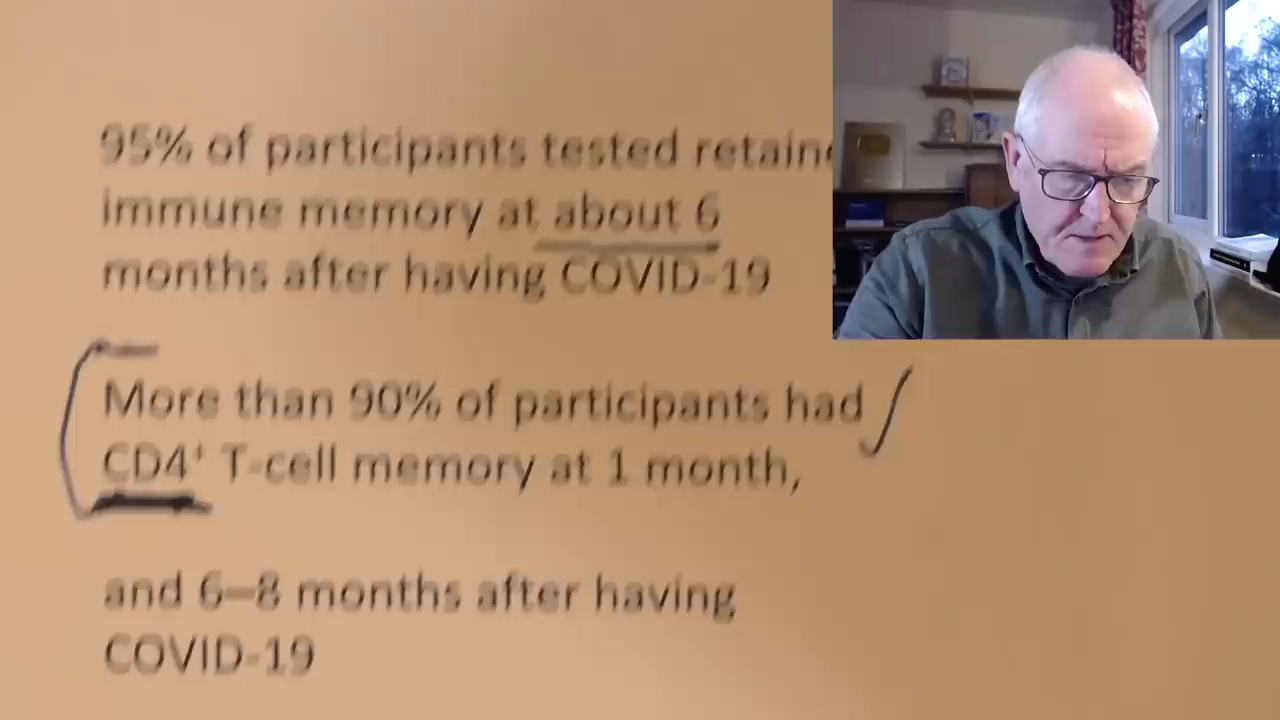 95% of participants tested
immune memory at about 6
months after having COVID-19
More than 90% of participants had
CD4⁺ T-cell memory at 1 month,
and 6–8 months after having
COVID-19